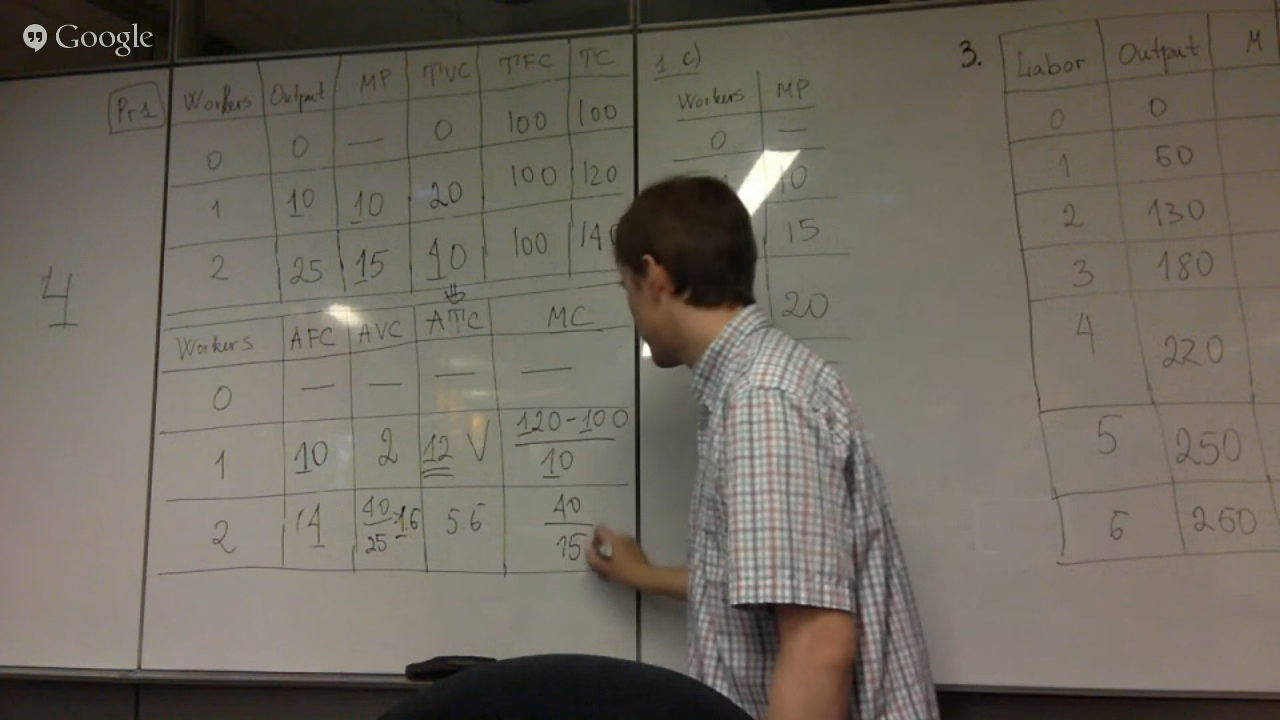 Google
Pr 1
Workers Output MP TVC TFC TC
0 0 — 0 100 100
1 10 10 20 100 120
2 25 15 40 100 140
Workers AFC AVC ATC MC
0 — — — —
1 10 2 12 V 120-100
10
2 4 40 1.6 5.6 40
25 15
4
1 c)
Workers MP
0 —
10
15
20
3. Labor Output M
0 0
1 60
2 130
3 180
4 220
5 250
6 260